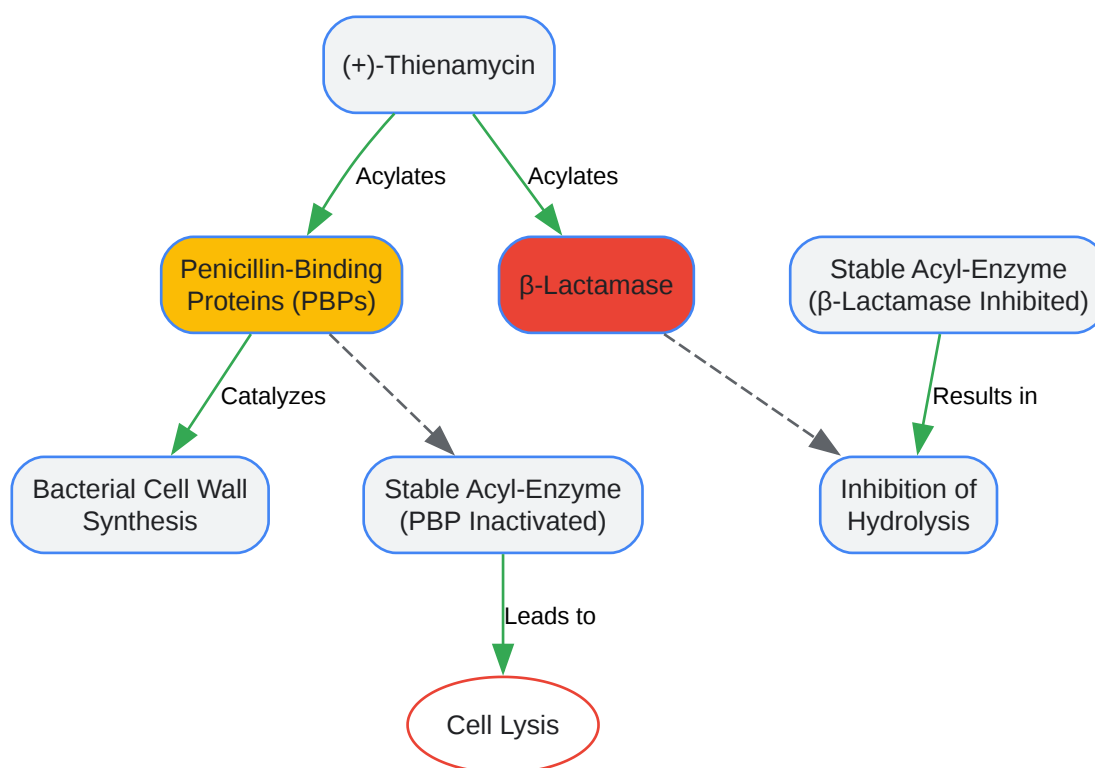 (+)-Thienamycin
Acylates
Acylates
Penicillin-Binding
Proteins (PBPs)
β-Lactamase
Stable Acyl-Enzyme
(β-Lactamase Inhibited)
Catalyzes
Results in
Bacterial Cell Wall
Synthesis
Stable Acyl-Enzyme
(PBP Inactivated)
Inhibition of
Hydrolysis
Leads to
Cell Lysis